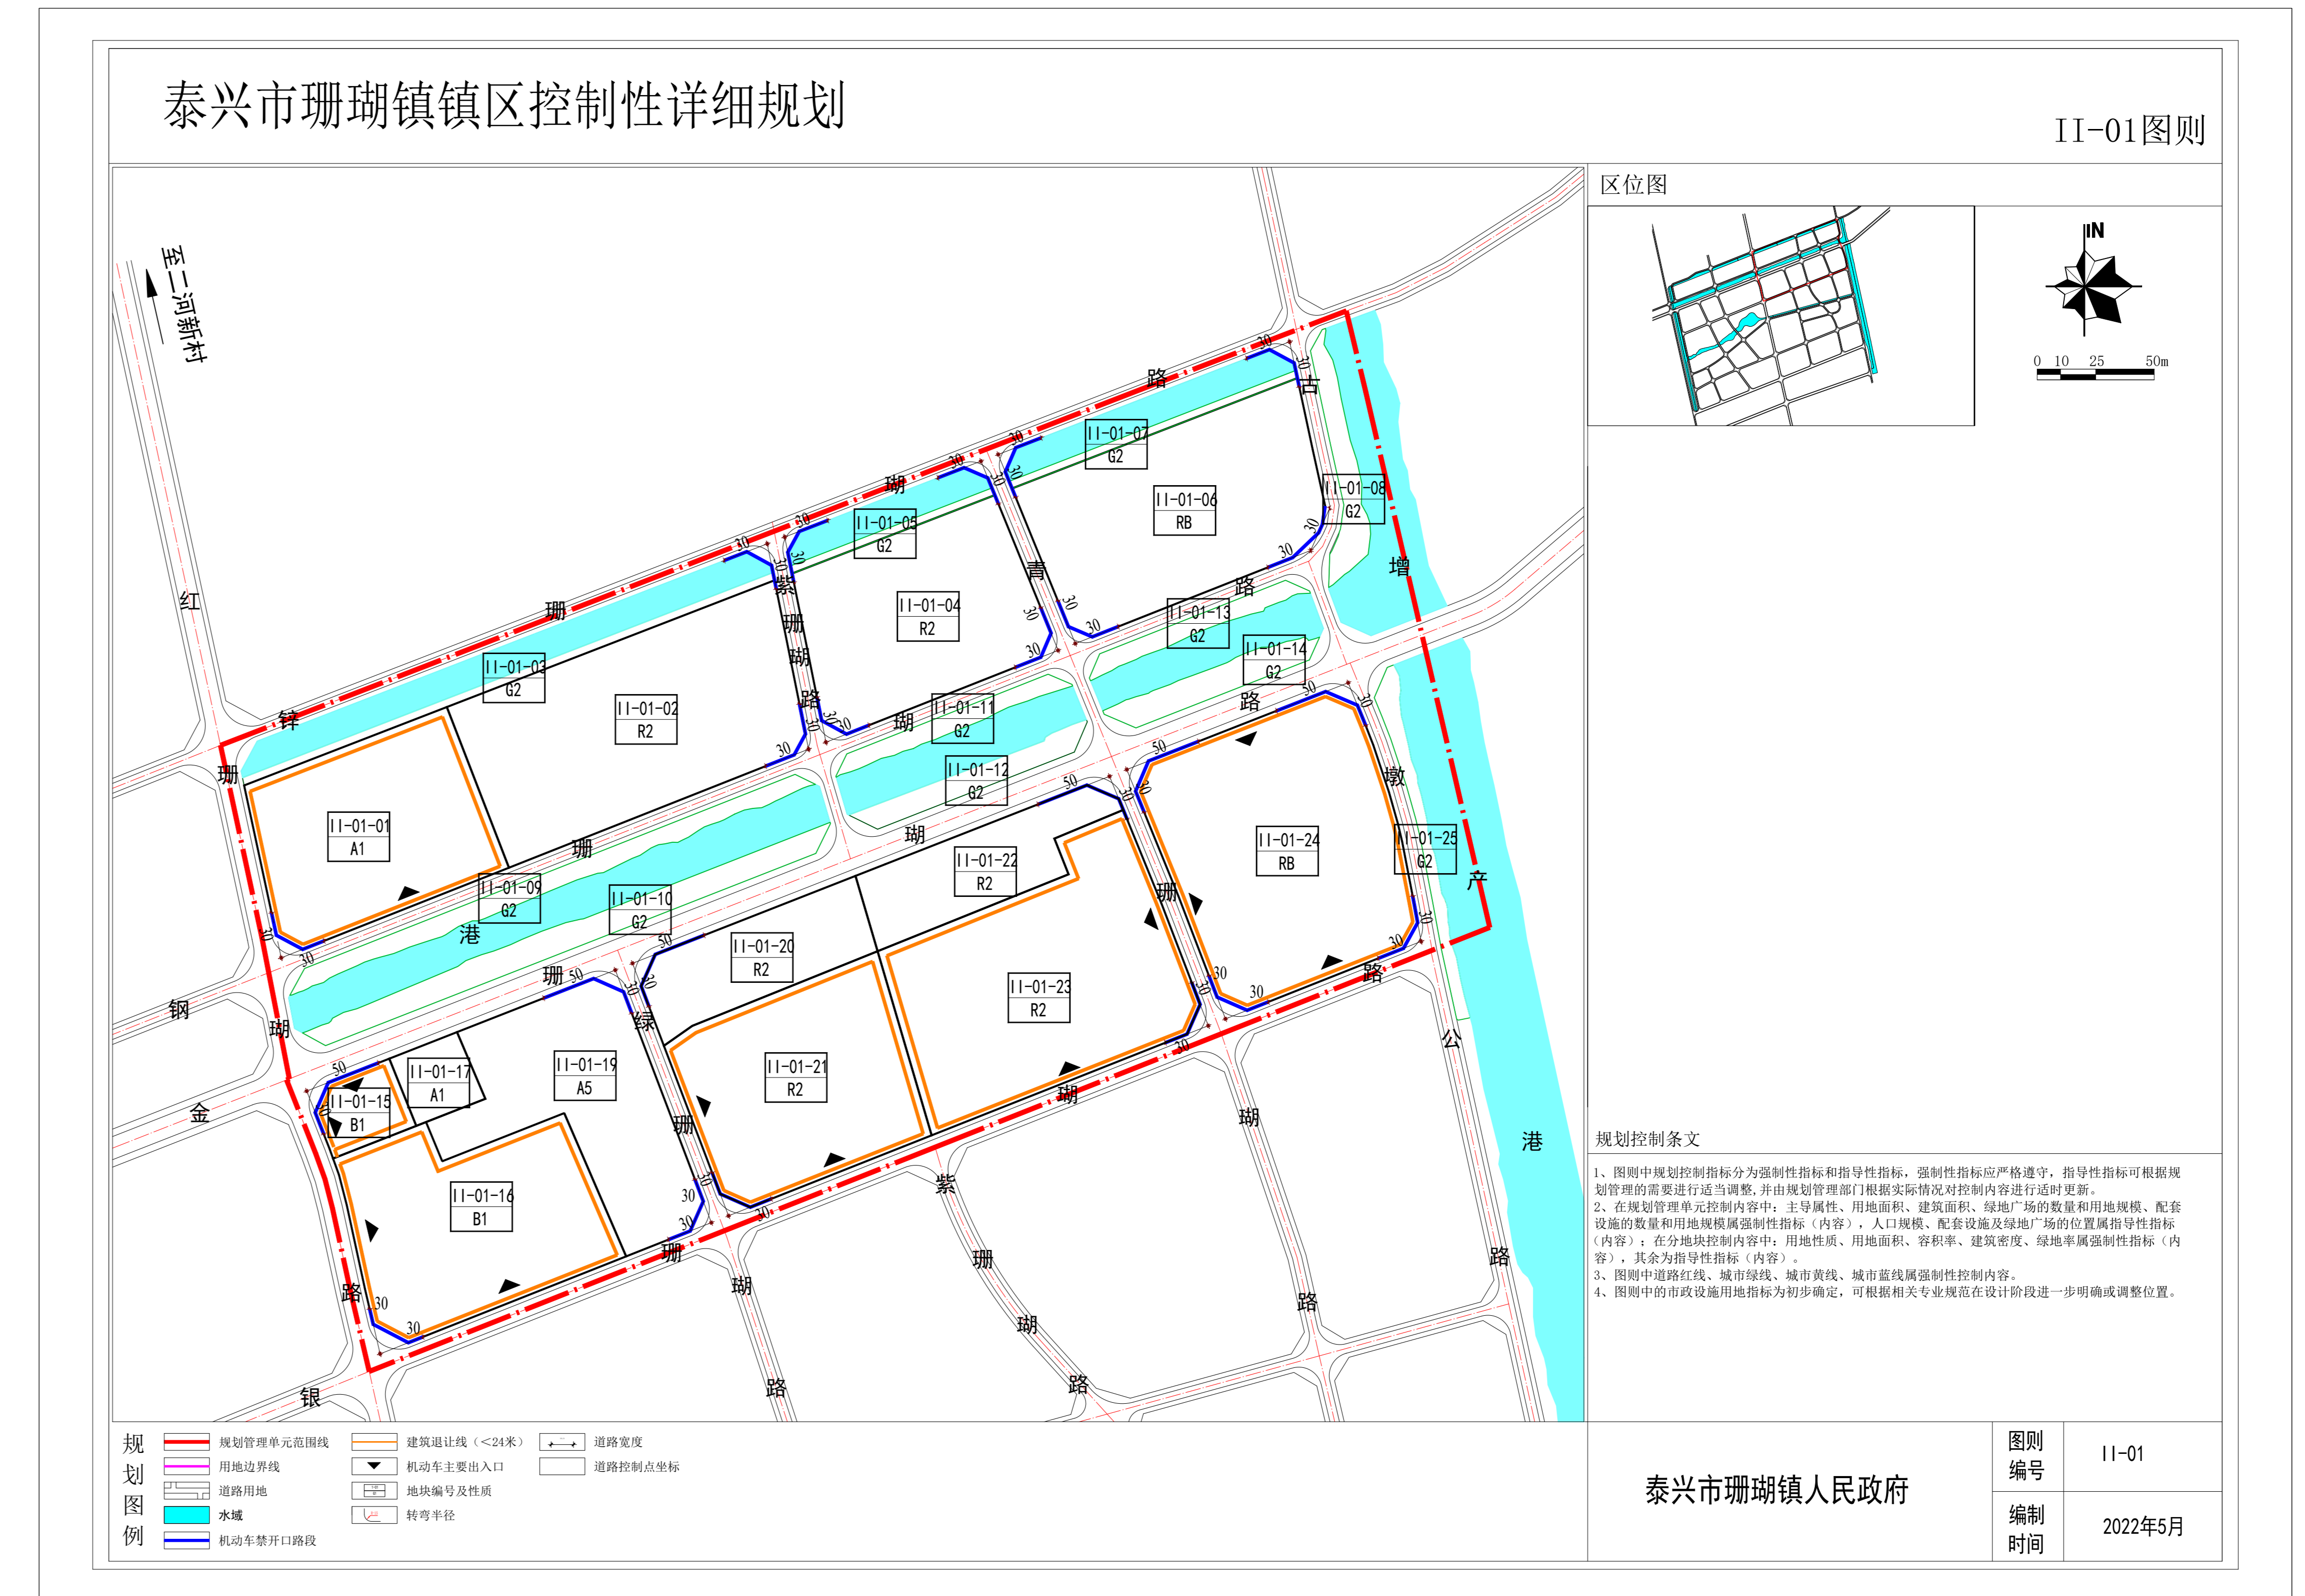 泰兴市珊瑚镇镇区控制性详细规划
II-01图则
区位图
N
0 10 25 50m
至二河新村
红
珊
瑚
路
锌
珊
瑚
路
紫
珊
瑚
路
青
珊
瑚
路
古
墩
公
路
增
产
港
港
钢
珊
瑚
路
金
珊
瑚
路
绿
珊
瑚
路
紫
珊
瑚
路
银
珊
瑚
路
II-01-01
A1
II-01-02
R2
II-01-03
G2
II-01-04
R2
II-01-05
G2
II-01-06
RB
II-01-07
G2
II-01-08
G2
II-01-09
G2
II-01-10
G2
II-01-11
G2
II-01-12
G2
II-01-13
G2
II-01-14
G2
II-01-15
B1
II-01-16
B1
II-01-17
A1
II-01-19
A5
II-01-20
R2
II-01-21
R2
II-01-22
R2
II-01-23
R2
II-01-24
RB
II-01-25
G2
规划控制条文
1、图则中规划控制指标分为强制性指标和指导性指标，强制性指标应严格遵守，指导性指标可根据规
划管理的需要进行适当调整,并由规划管理部门根据实际情况对控制内容进行适时更新。
2、在规划管理单元控制内容中：主导属性、用地面积、建筑面积、绿地广场的数量和用地规模、配套
设施的数量和用地规模属强制性指标（内容），人口规模、配套设施及绿地广场的位置属指导性指标
（内容）；在分地块控制内容中：用地性质、用地面积、容积率、建筑密度、绿地率属强制性指标（内
容），其余为指导性指标（内容）。
3、图则中道路红线、城市绿线、城市黄线、城市蓝线属强制性控制内容。
4、图则中的市政设施用地指标为初步确定，可根据相关专业规范在设计阶段进一步明确或调整位置。
规划图例
规划管理单元范围线
用地边界线
道路用地
水域
机动车禁开口路段
建筑退让线（＜24米）
机动车主要出入口
地块编号及性质
转弯半径
道路宽度
道路控制点坐标
泰兴市珊瑚镇人民政府
图则编号
II-01
编制时间
2022年5月